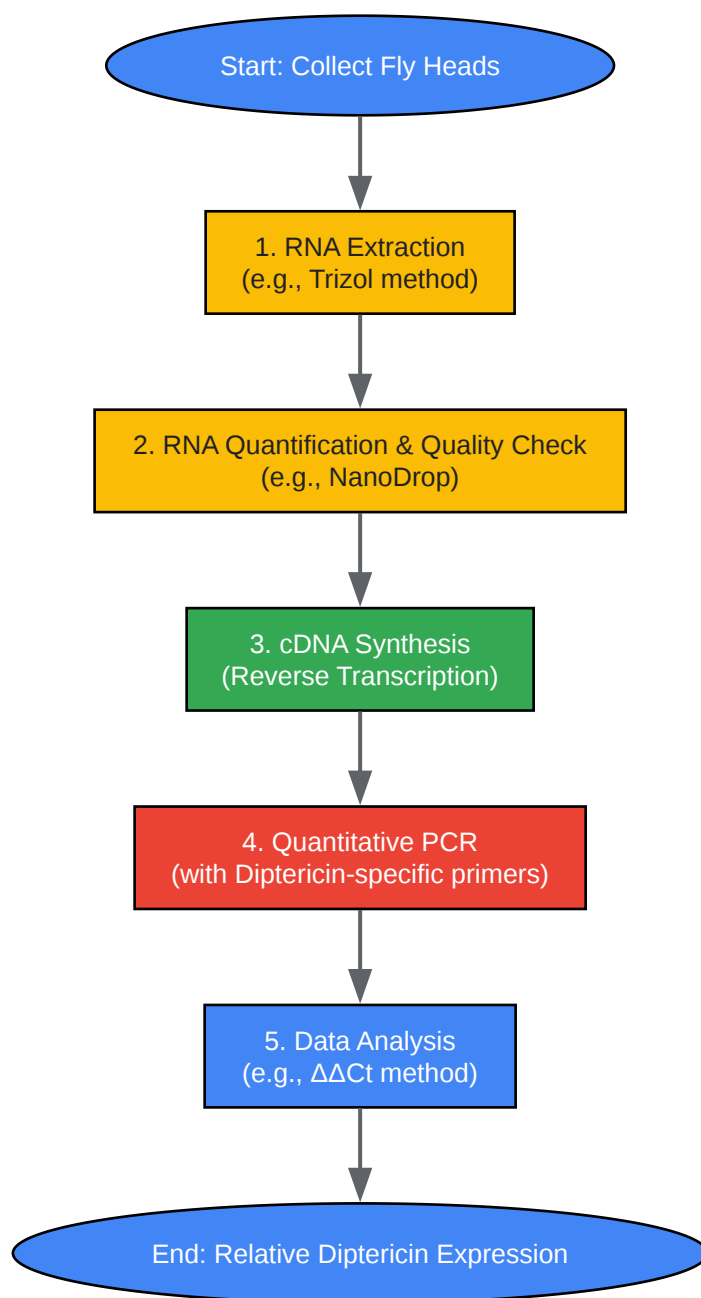 Start: Collect Fly Heads
1. RNA Extraction
(e.g., Trizol method)
2. RNA Quantification & Quality Check
(e.g., NanoDrop)
3. cDNA Synthesis
(Reverse Transcription)
4. Quantitative PCR
(with Diptericin-specific primers)
5. Data Analysis
(e.g., ΔΔCt method)
End: Relative Diptericin Expression